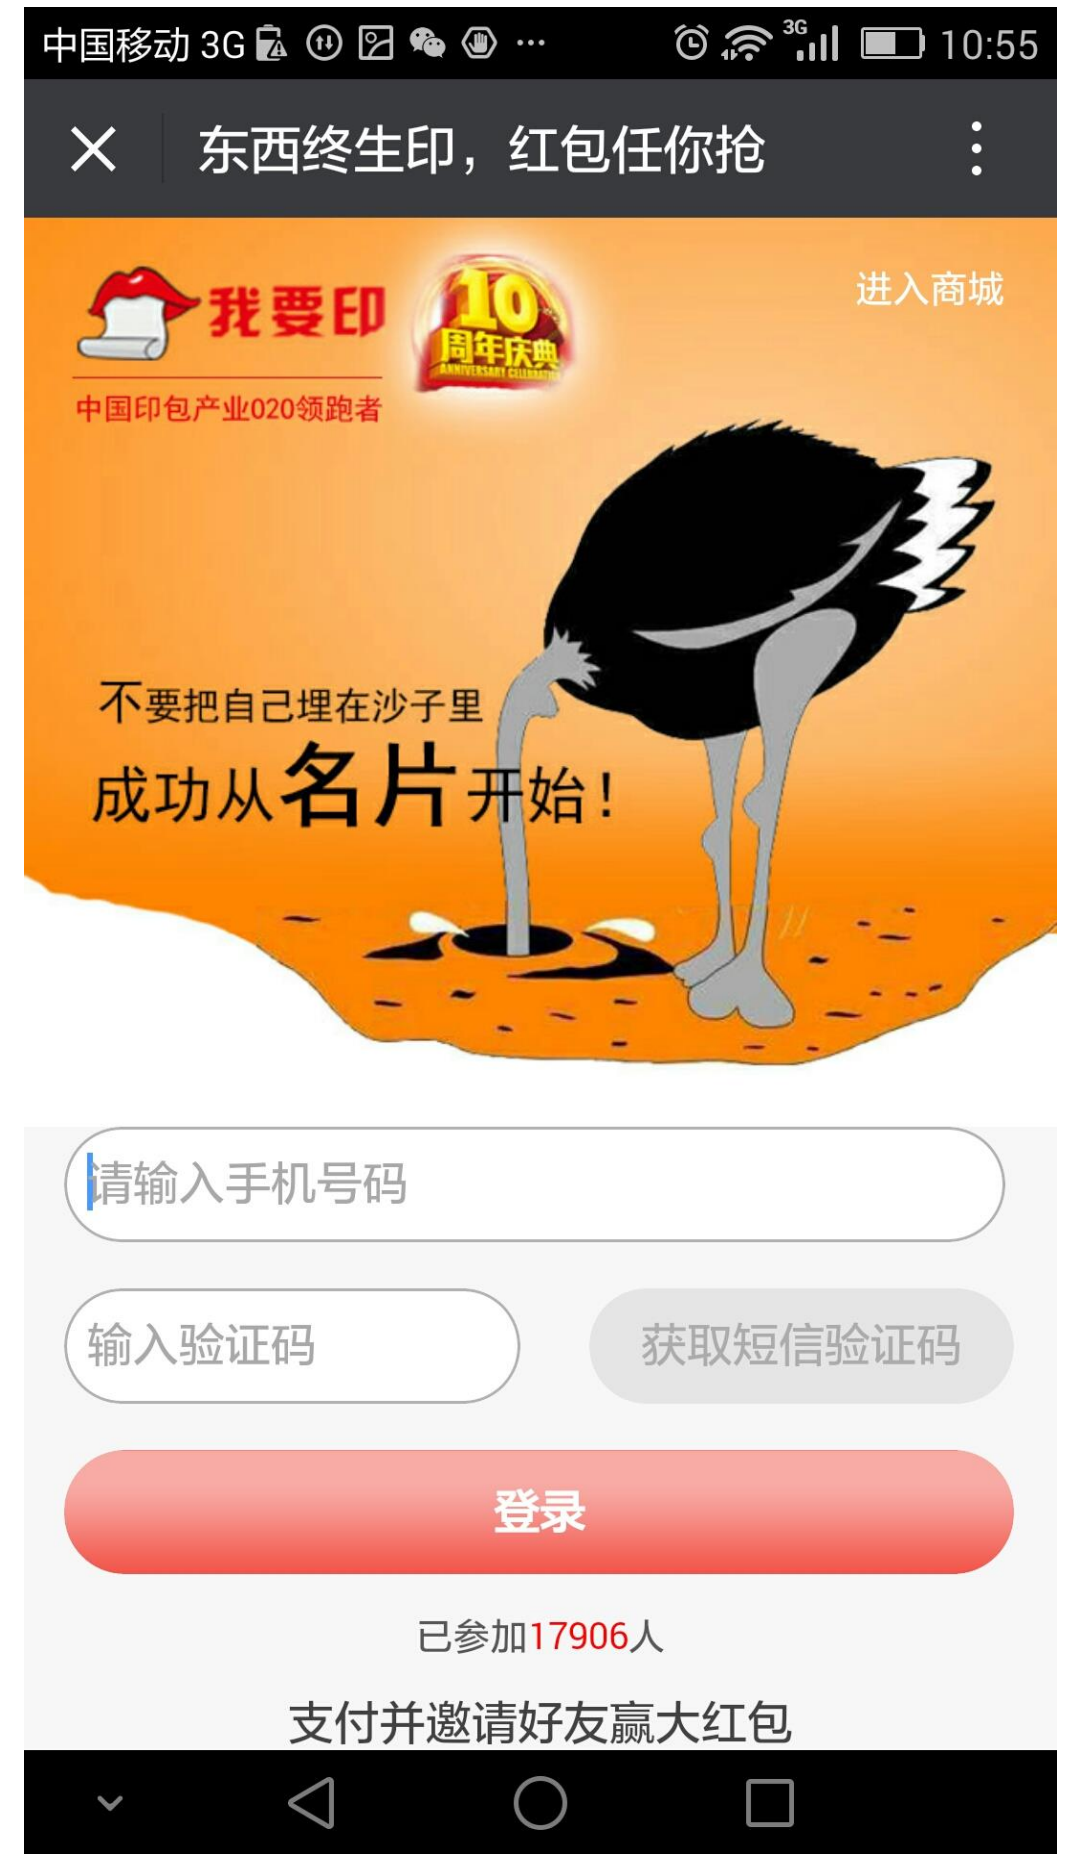 中国移动 3G
3G
10:55
东西终生印，红包任你抢
我要印
10
周年庆典
ANNIVERSARY CELEBRATION
进入商城
中国印包产业020领跑者
不要把自己埋在沙子里
成功从名片开始！
请输入手机号码
输入验证码
获取短信验证码
登录
已参加17906人
支付并邀请好友赢大红包